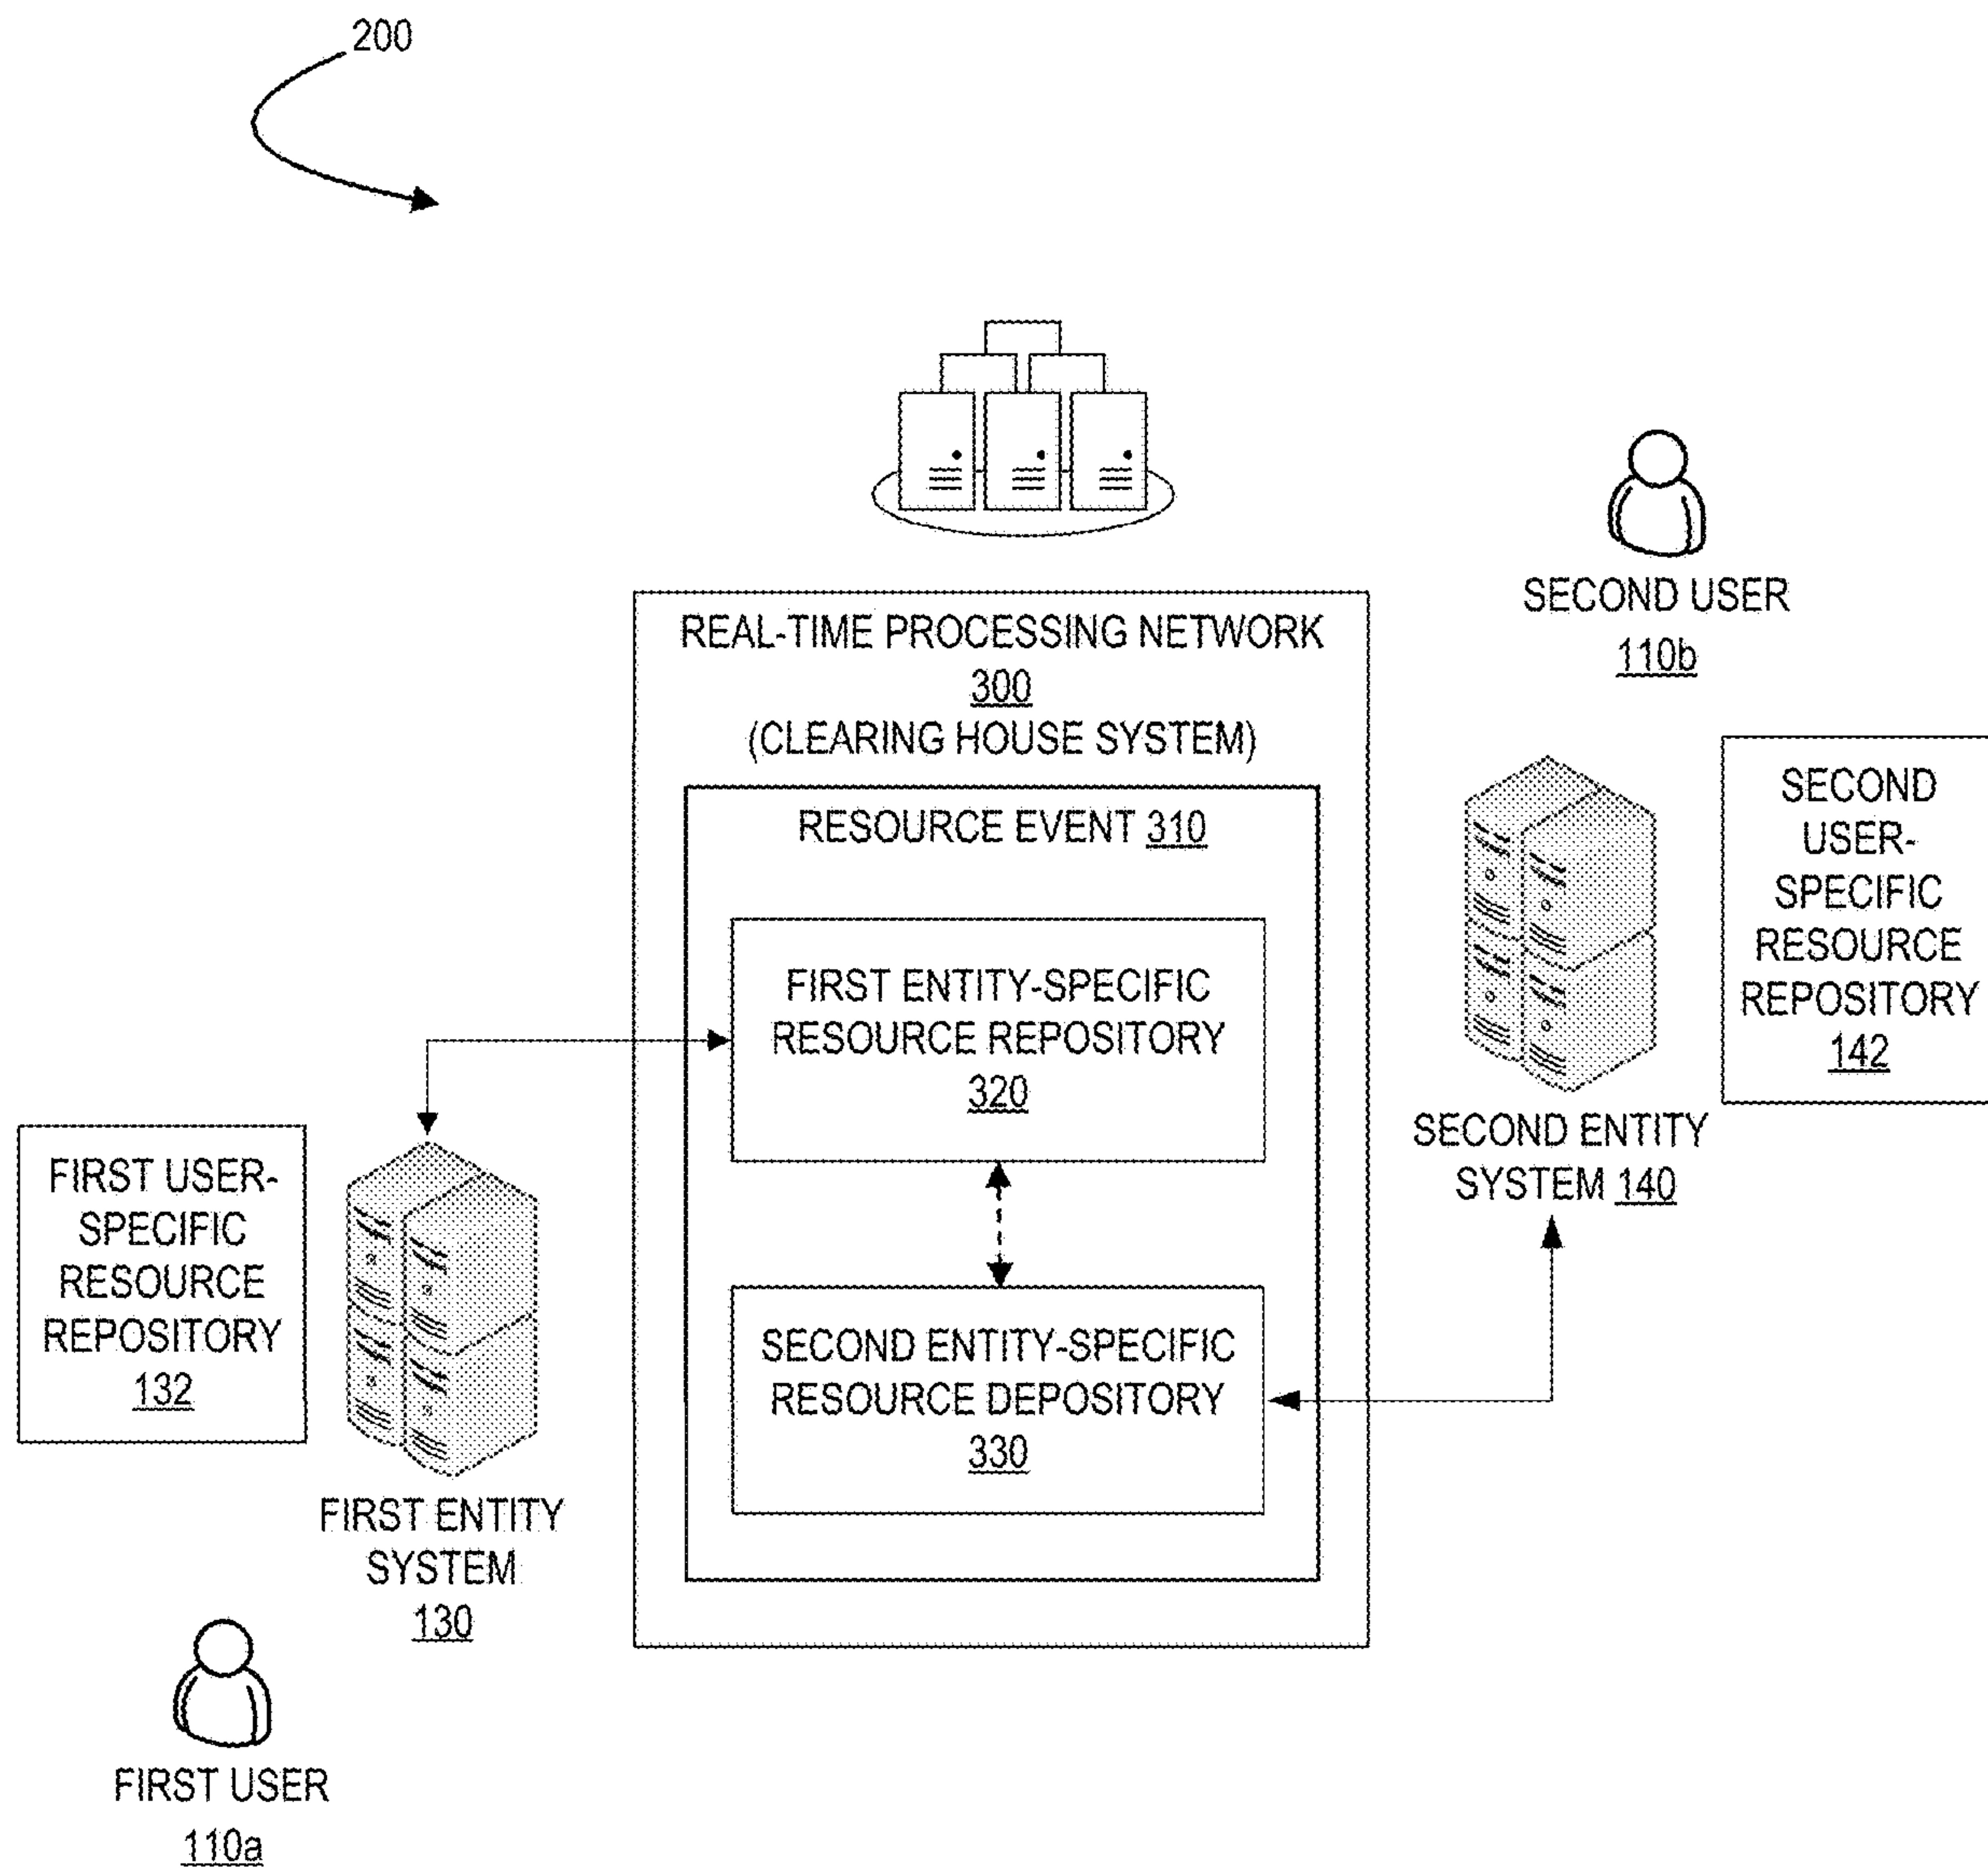 200
REAL-TIME PROCESSING NETWORK
300
(CLEARING HOUSE SYSTEM)
RESOURCE EVENT 310
FIRST ENTITY-SPECIFIC
RESOURCE REPOSITORY
320
SECOND ENTITY-SPECIFIC
RESOURCE DEPOSITORY
330
SECOND USER
110b
SECOND
USER-
SPECIFIC
RESOURCE
REPOSITORY
142
SECOND ENTITY
SYSTEM 140
FIRST USER-
SPECIFIC
RESOURCE
REPOSITORY
132
FIRST ENTITY
SYSTEM
130
FIRST USER
110a